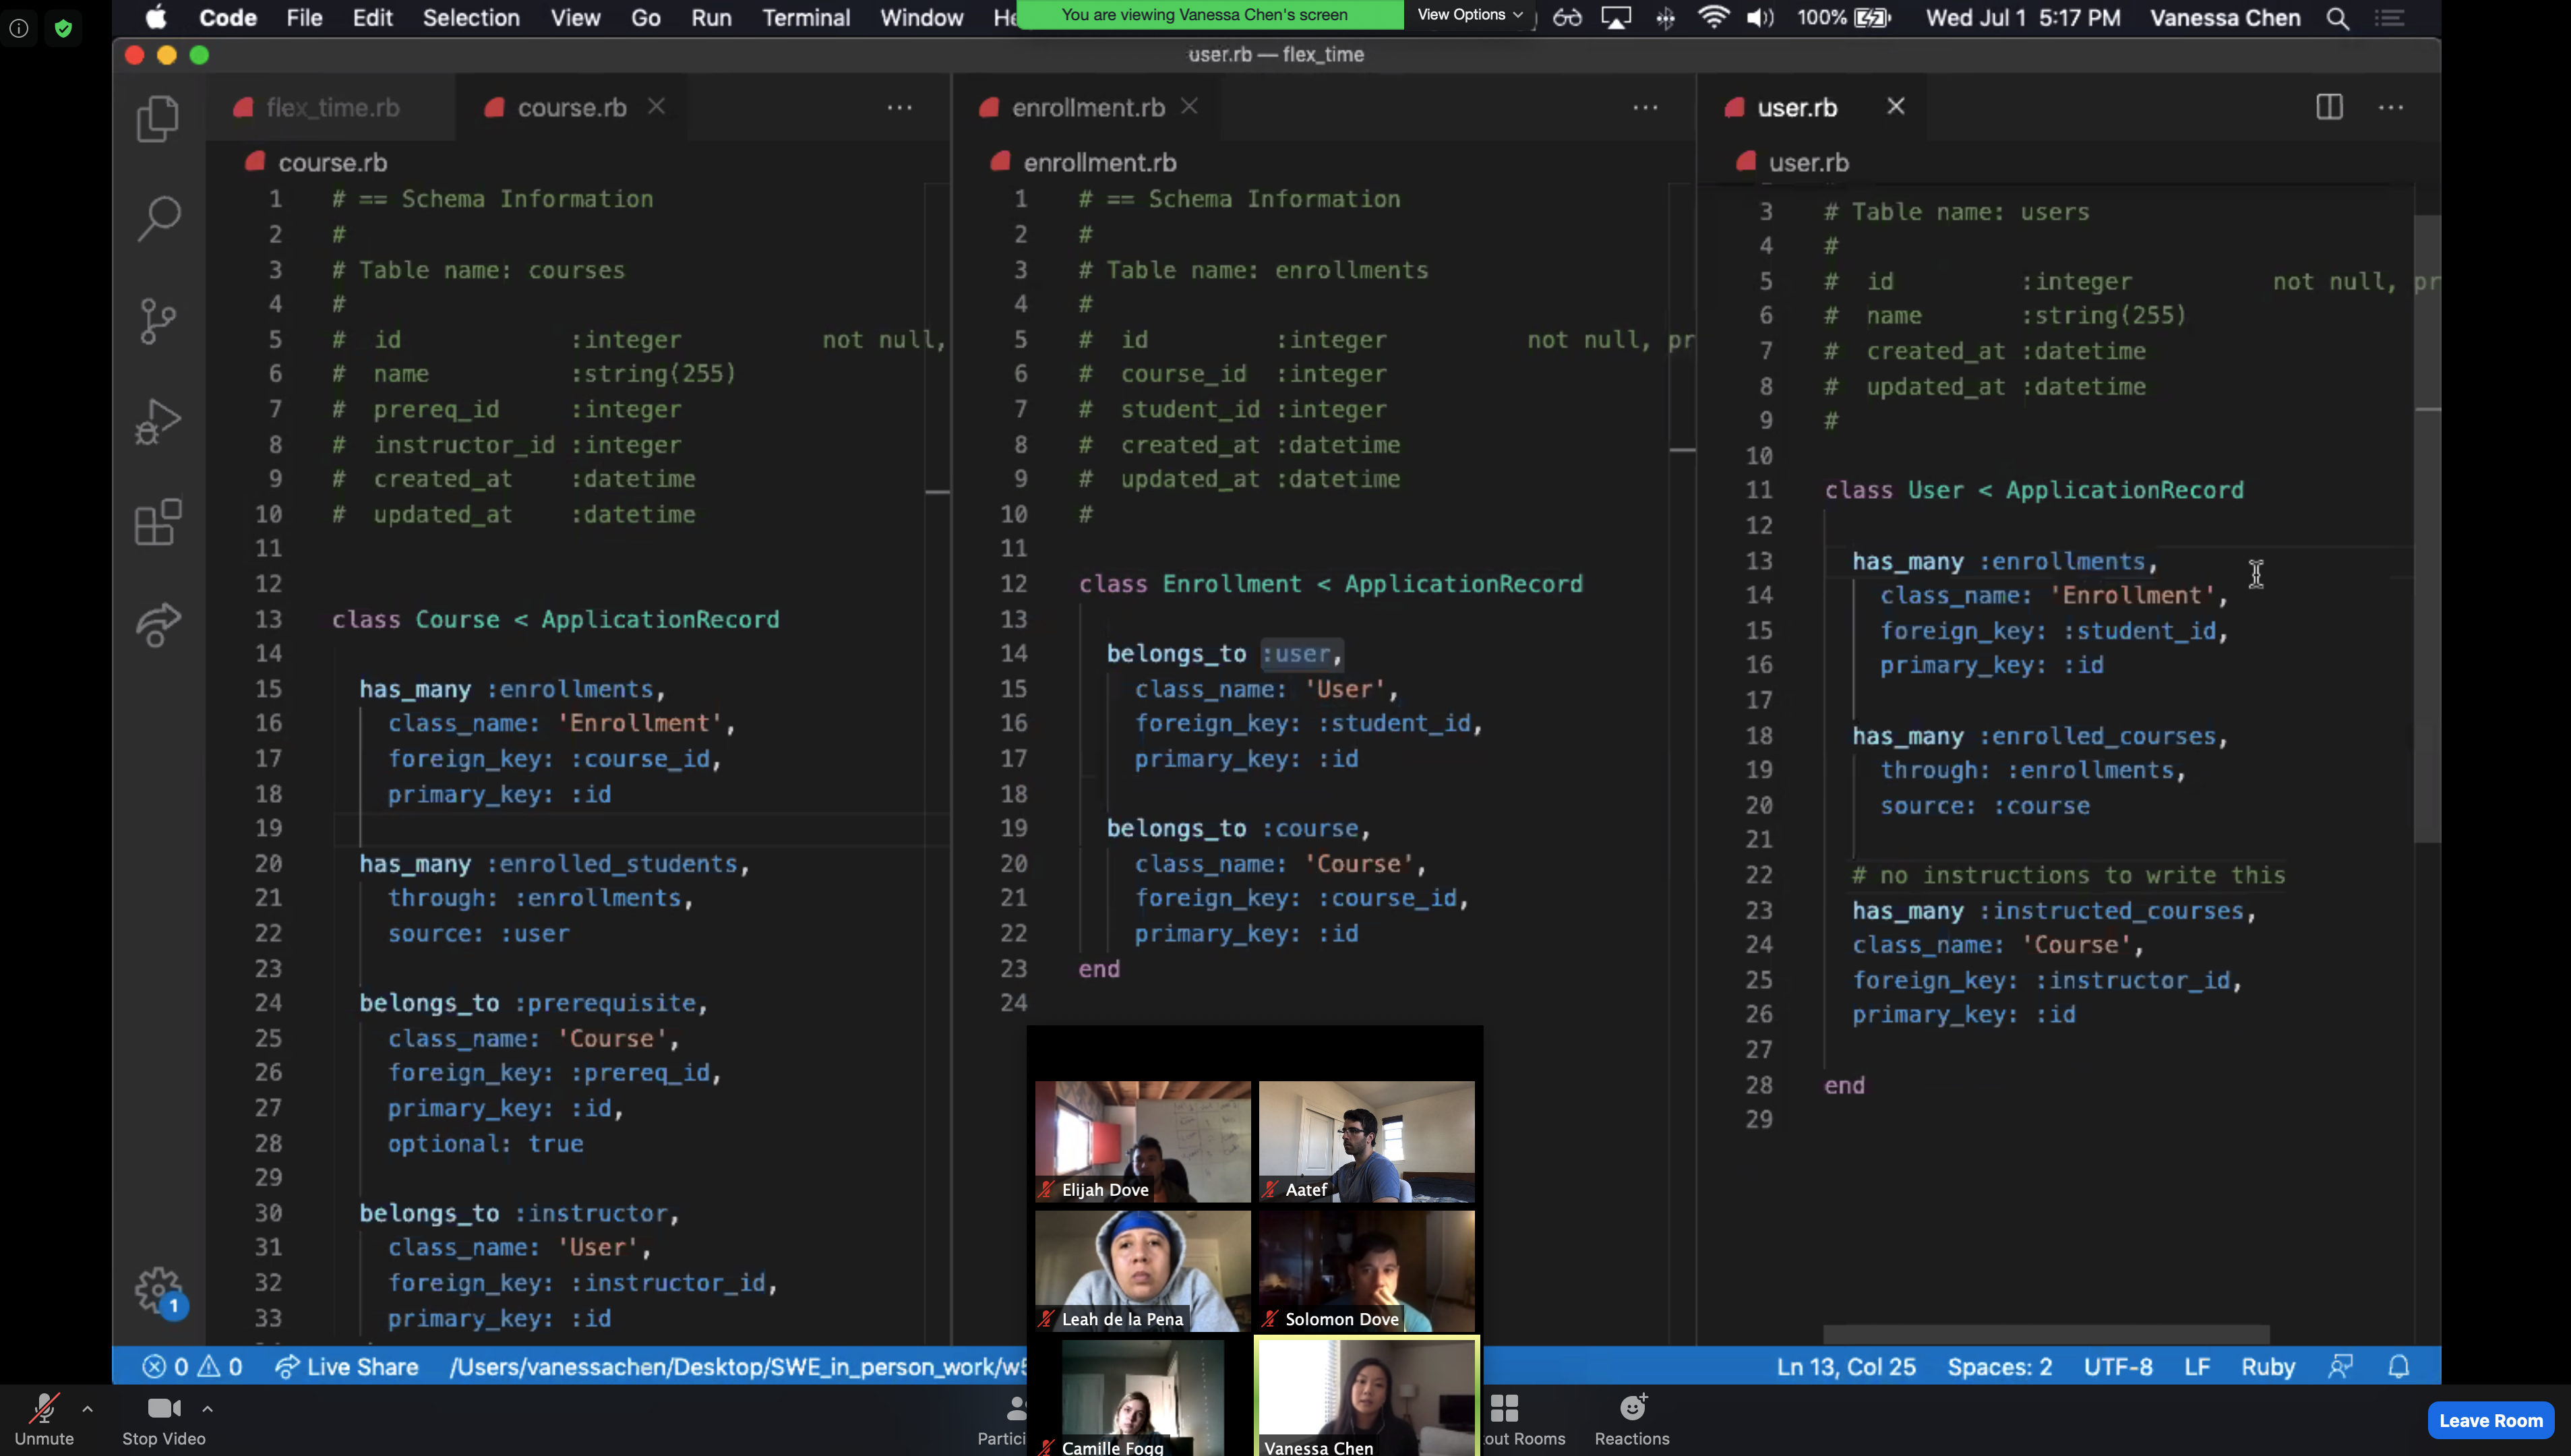 Code File Edit Selection View Go Run Terminal Window He
You are viewing Vanessa Chen's screen
View Options
100%
Wed Jul 1 5:17 PM
Vanessa Chen
user.rb — flex_time
flex_time.rb
course.rb
course.rb
1 # == Schema Information
2 #
3 # Table name: courses
4 #
5 # id :integer not null,
6 # name :string(255)
7 # prereq_id :integer
8 # instructor_id :integer
9 # created_at :datetime
10 # updated_at :datetime
11
12
13 class Course < ApplicationRecord
14
15 has_many :enrollments,
16 class_name: 'Enrollment',
17 foreign_key: :course_id,
18 primary_key: :id
19
20 has_many :enrolled_students,
21 through: :enrollments,
22 source: :user
23
24 belongs_to :prerequisite,
25 class_name: 'Course',
26 foreign_key: :prereq_id,
27 primary_key: :id,
28 optional: true
29
30 belongs_to :instructor,
31 class_name: 'User',
32 foreign_key: :instructor_id,
33 primary_key: :id
enrollment.rb
enrollment.rb
1 # == Schema Information
2 #
3 # Table name: enrollments
4 #
5 # id :integer not null, pr
6 # course_id :integer
7 # student_id :integer
8 # created_at :datetime
9 # updated_at :datetime
10 #
11
12 class Enrollment < ApplicationRecord
13
14 belongs_to :user,
15 class_name: 'User',
16 foreign_key: :student_id,
17 primary_key: :id
18
19 belongs_to :course,
20 class_name: 'Course',
21 foreign_key: :course_id,
22 primary_key: :id
23 end
24
user.rb
user.rb
3 # Table name: users
4 #
5 # id :integer not null, pr
6 # name :string(255)
7 # created_at :datetime
8 # updated_at :datetime
9 #
10
11 class User < ApplicationRecord
12
13 has_many :enrollments,
14 class_name: 'Enrollment',
15 foreign_key: :student_id,
16 primary_key: :id
17
18 has_many :enrolled_courses,
19 through: :enrollments,
20 source: :course
21
22 # no instructions to write this
23 has_many :instructed_courses,
24 class_name: 'Course',
25 foreign_key: :instructor_id,
26 primary_key: :id
27
28 end
29
Elijah Dove
Aatef
Leah de la Pena
Solomon Dove
Camille Fogg
Vanessa Chen
1
0 0 Live Share /Users/vanessachen/Desktop/SWE_in_person_work/w5
Ln 13, Col 25 Spaces: 2 UTF-8 LF Ruby
Unmute
Stop Video
Partici
out Rooms
Reactions
Leave Room